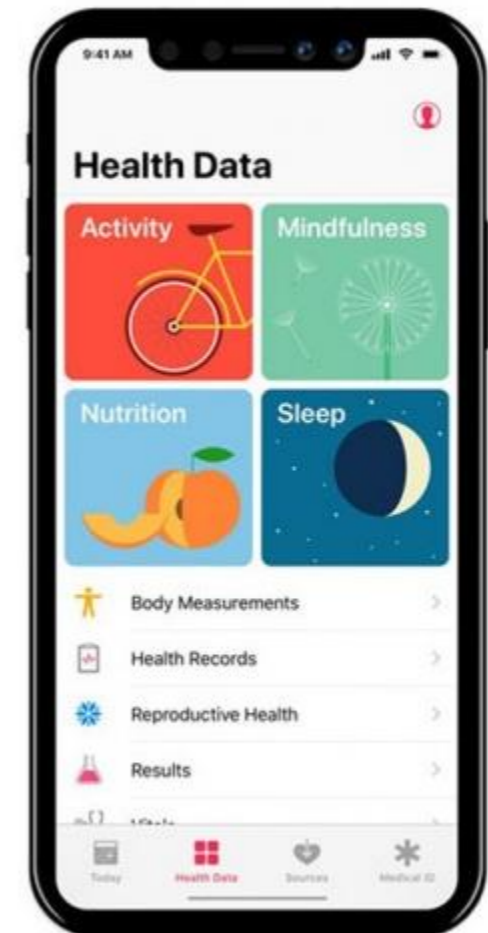 9:41 AM
Health Data
Activity Mindfulness
Nutrition Sleep
Body Measurements
Health Records
Reproductive Health
Results
Vitals
Today Health Data Sources Medical ID